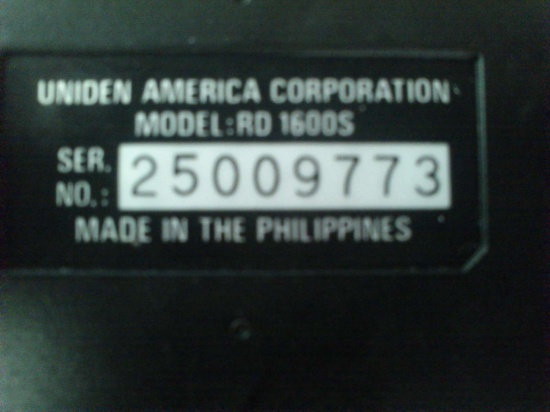 UNIDEN AMERICA CORPORATION
MODEL:RD 1600S
SER. NO.: 25009773
MADE IN THE PHILIPPINES